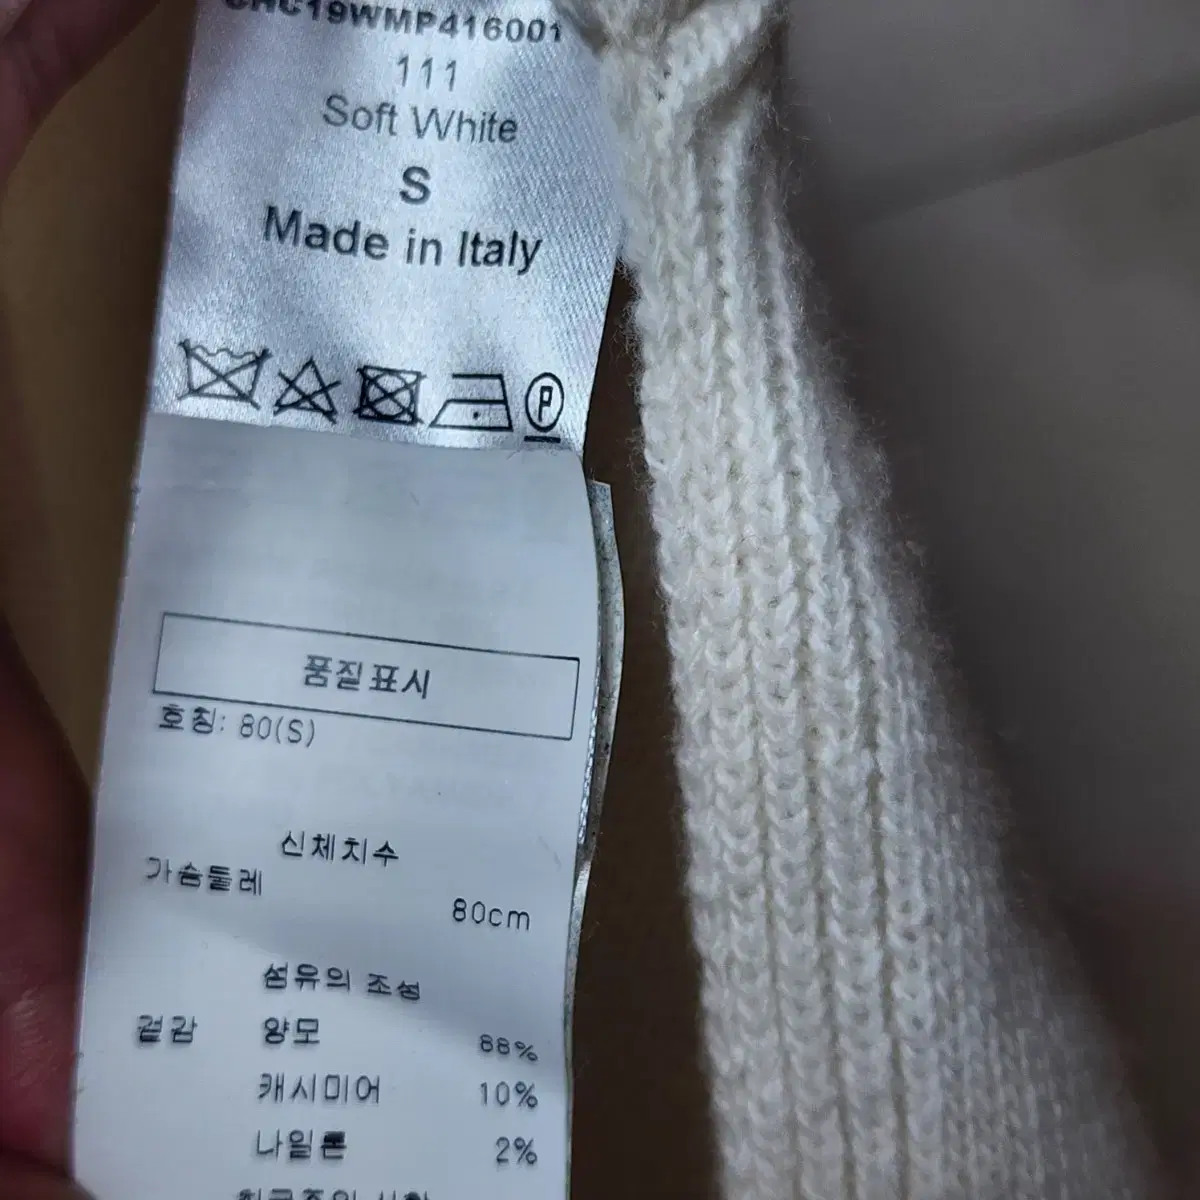 CHC19WMP416001
111
Soft White
S
Made in Italy
P
품질표시
호칭: 80(S)
신체치수
가슴둘레 80cm
섬유의 조성
겉감 양모 88%
캐시미어 10%
나일론 2%